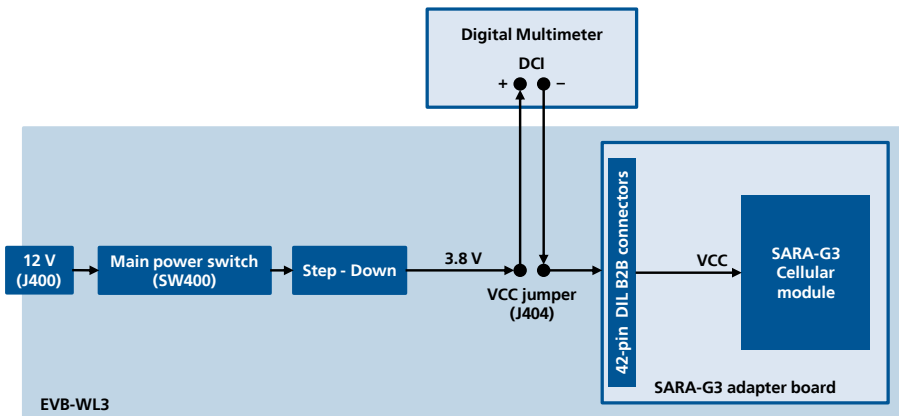 Digital Multimeter
DCI
+ −
12 V
(J400)
Main power switch
(SW400)
Step - Down
3.8 V
VCC jumper
(J404)
42-pin DIL B2B connectors
VCC
SARA-G3
Cellular
module
SARA-G3 adapter board
EVB-WL3